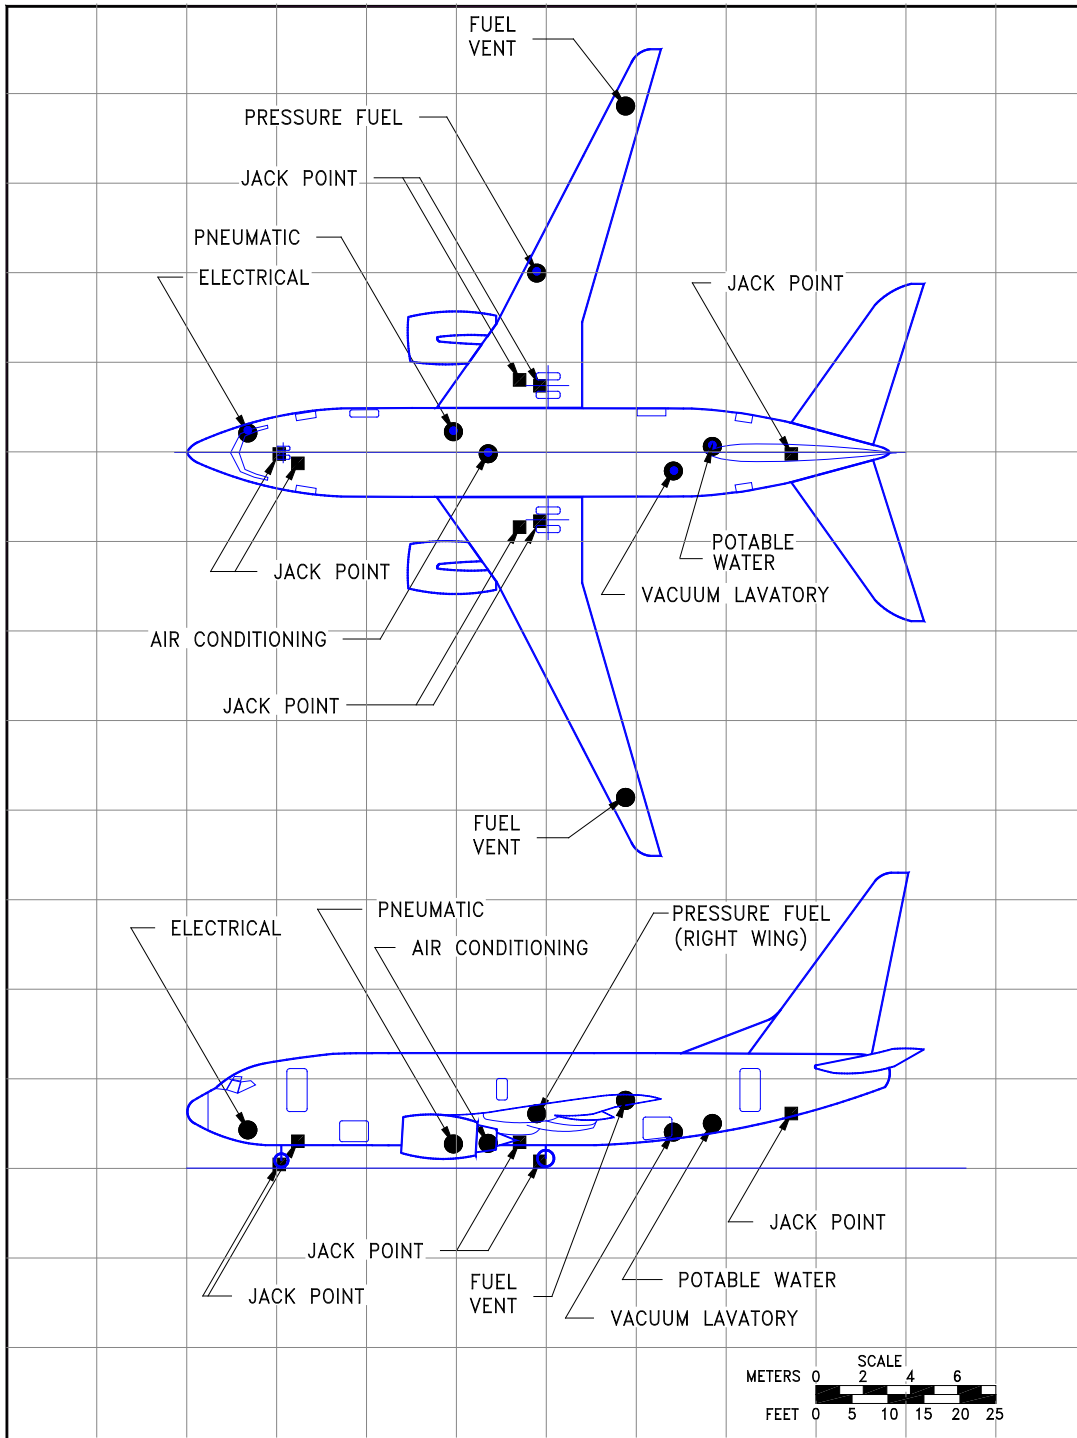 FUEL
VENT
PRESSURE FUEL
JACK POINT
PNEUMATIC
ELECTRICAL
JACK POINT
POTABLE
WATER
JACK POINT
VACUUM LAVATORY
AIR CONDITIONING
JACK POINT
FUEL
VENT
PNEUMATIC
PRESSURE FUEL
(RIGHT WING)
ELECTRICAL
AIR CONDITIONING
JACK POINT
JACK POINT
FUEL
VENT
POTABLE WATER
JACK POINT
VACUUM LAVATORY
SCALE
METERS 0 2 4 6
FEET 0 5 10 15 20 25